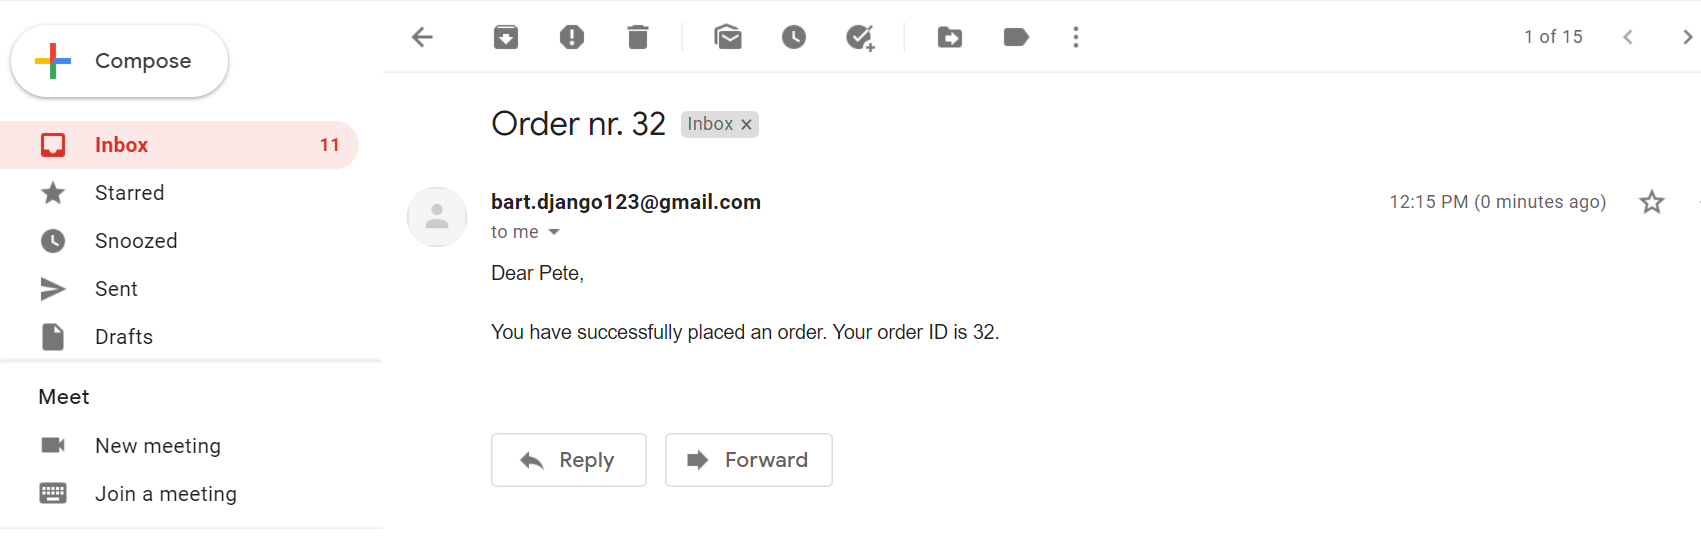 Compose
1 of 15
Inbox 11
Starred
Snoozed
Sent
Drafts
Meet
New meeting
Join a meeting
Order nr. 32 Inbox ×
bart.django123@gmail.com 12:15 PM (0 minutes ago)
to me
Dear Pete,
You have successfully placed an order. Your order ID is 32.
Reply Forward